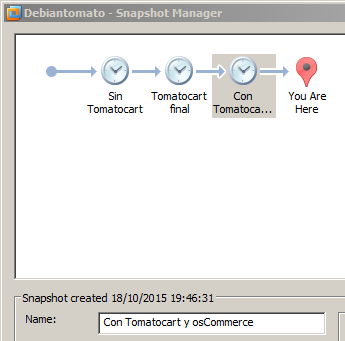 Debiantomato - Snapshot Manager
Sin Tomatocart final Con You Are
Tomatocart Tomatoca... Here
Snapshot created 18/10/2015 19:46:31
Name: Con Tomatocart y osCommerce